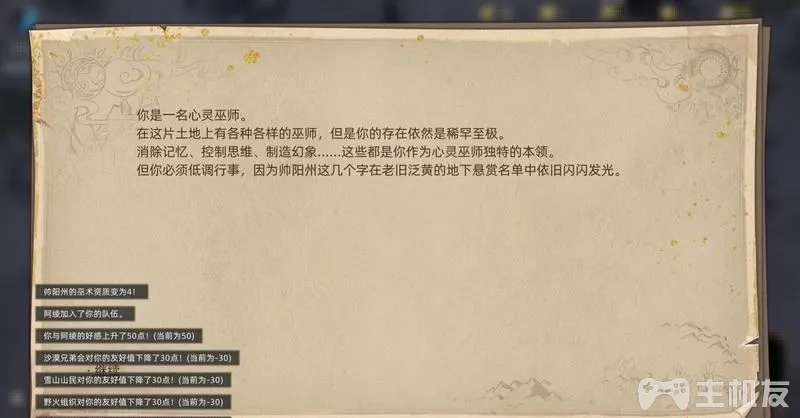 你是一名心灵巫师。
在这片土地上有各种各样的巫师，但是你的存在依然是稀罕至极。
消除记忆、控制思维、制造幻象……这些都是你作为心灵巫师独特的本领。
但你必须低调行事，因为帅阳州这几个字在老旧泛黄的地下悬赏名单中依旧闪闪发光。
帅阳州的巫术资质变为4！
阿绫加入了你的队伍。
你与阿绫的好感上升了50点！(当前为50)
沙漠兄弟会对你的友好值下降了30点！(当前为-30)
继续
雪山山民对你的友好值下降了30点！(当前为-30)
野火组织对你的友好值下降了30点！(当前为-30)
主机友